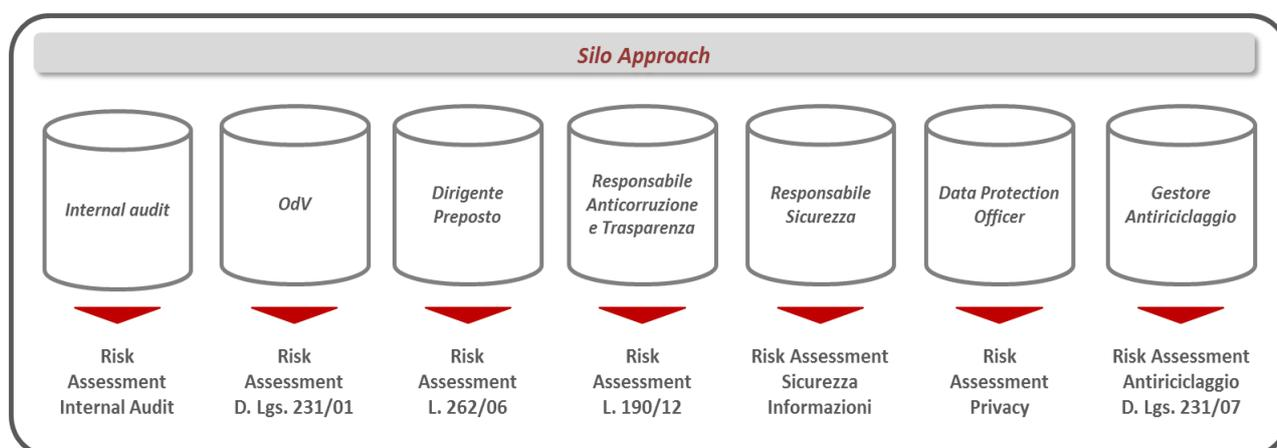 Silo Approach
Internal audit
OdV
Dirigente
Preposto
Responsabile
Anticorruzione
e Trasparenza
Responsabile
Sicurezza
Data Protection
Officer
Gestore
Antiriciclaggio
Risk
Assessment
Internal Audit
Risk
Assessment
D. Lgs. 231/01
Risk
Assessment
L. 262/06
Risk
Assessment
L. 190/12
Risk Assessment
Sicurezza
Informazioni
Risk
Assessment
Privacy
Risk Assessment
Antiriciclaggio
D. Lgs. 231/07